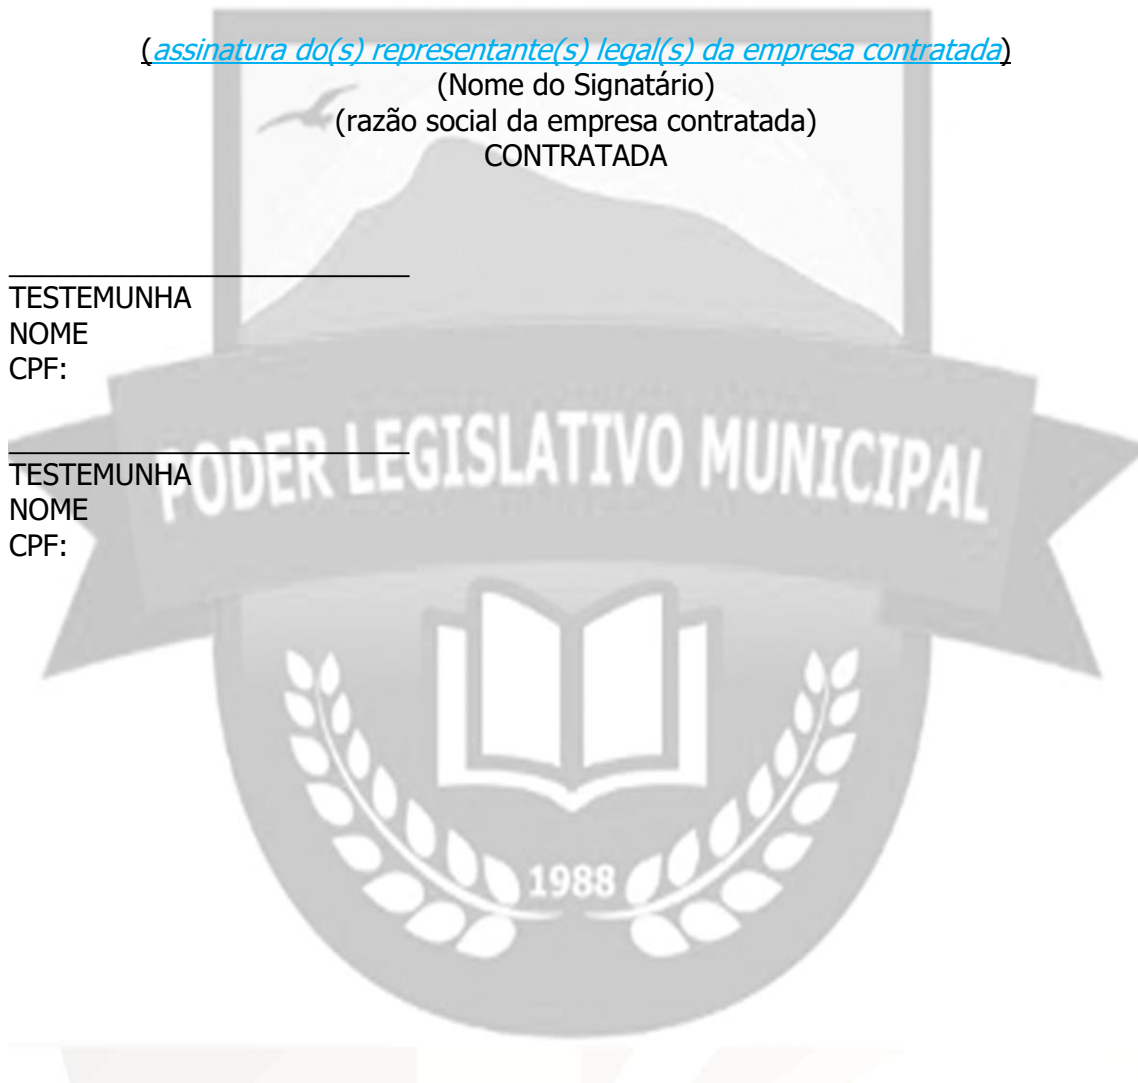 (assinatura do(s) representante(s) legal(s) da empresa contratada)
(Nome do Signatário)
(razão social da empresa contratada)
CONTRATADA
TESTEMUNHA
NOME
CPF:
PODER LEGISLATIVO MUNICIPAL
TESTEMUNHA
NOME
CPF:
1988